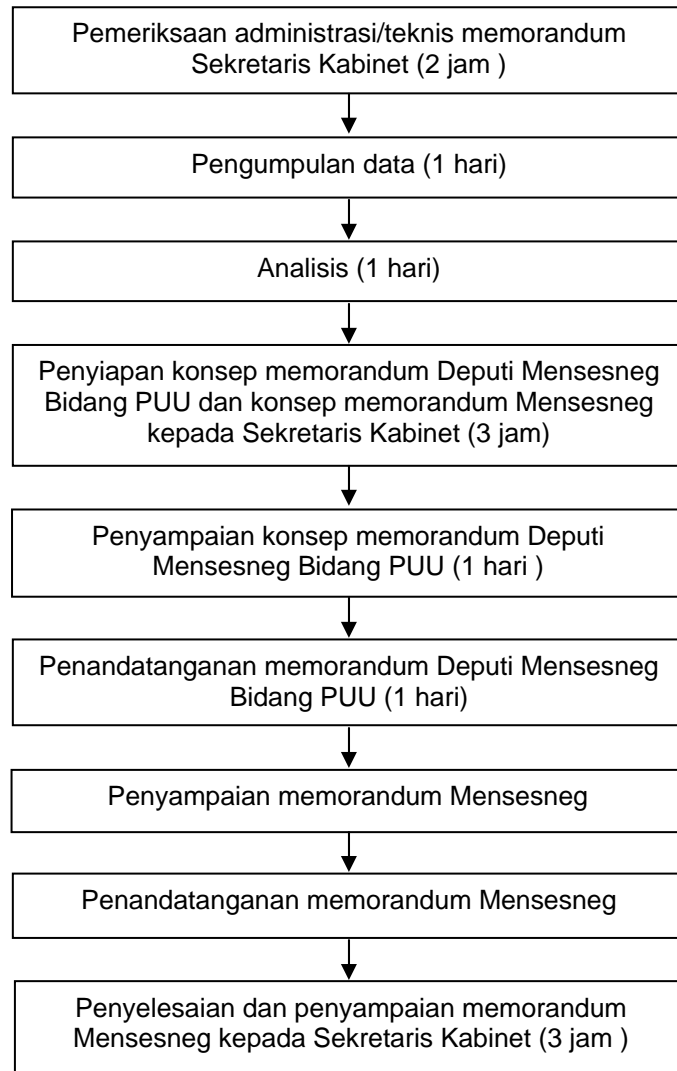 Pemeriksaan administrasi/teknis memorandum
Sekretaris Kabinet (2 jam )
Pengumpulan data (1 hari)
Analisis (1 hari)
Penyiapan konsep memorandum Deputi Mensesneg
Bidang PUU dan konsep memorandum Mensesneg
kepada Sekretaris Kabinet (3 jam)
Penyampaian konsep memorandum Deputi
Mensesneg Bidang PUU (1 hari )
Penandatanganan memorandum Deputi Mensesneg
Bidang PUU (1 hari)
Penyampaian memorandum Mensesneg
Penandatanganan memorandum Mensesneg
Penyelesaian dan penyampaian memorandum
Mensesneg kepada Sekretaris Kabinet (3 jam )